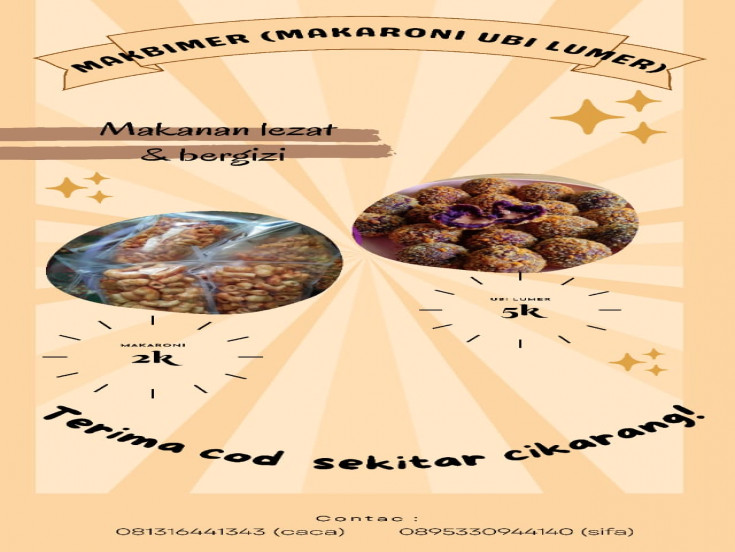 MAKBIMER (MAKARONI UBI LUMER)
Makanan lezat
& bergizi
UBI LUMER
5k
MAKARONI
2k
Terima cod sekitar cikarang!
Contac :
081316441343 (caca)
0895330944140 (sifa)